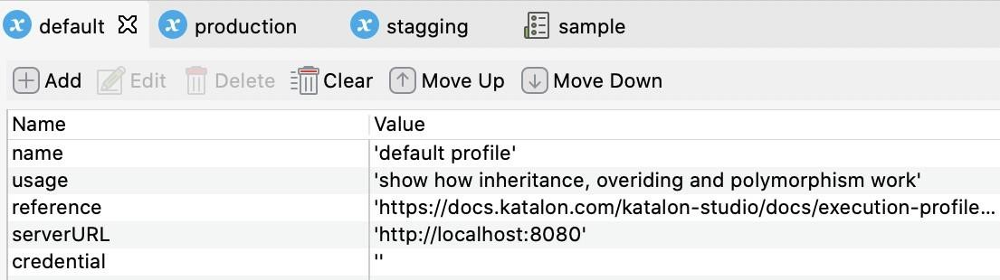 default production stagging sample
Add Edit Delete Clear Move Up Move Down
Name Value
name 'default profile'
usage 'show how inheritance, overiding and polymorphism work'
reference 'https://docs.katalon.com/katalon-studio/docs/execution-profile...
serverURL 'http://localhost:8080'
credential ''